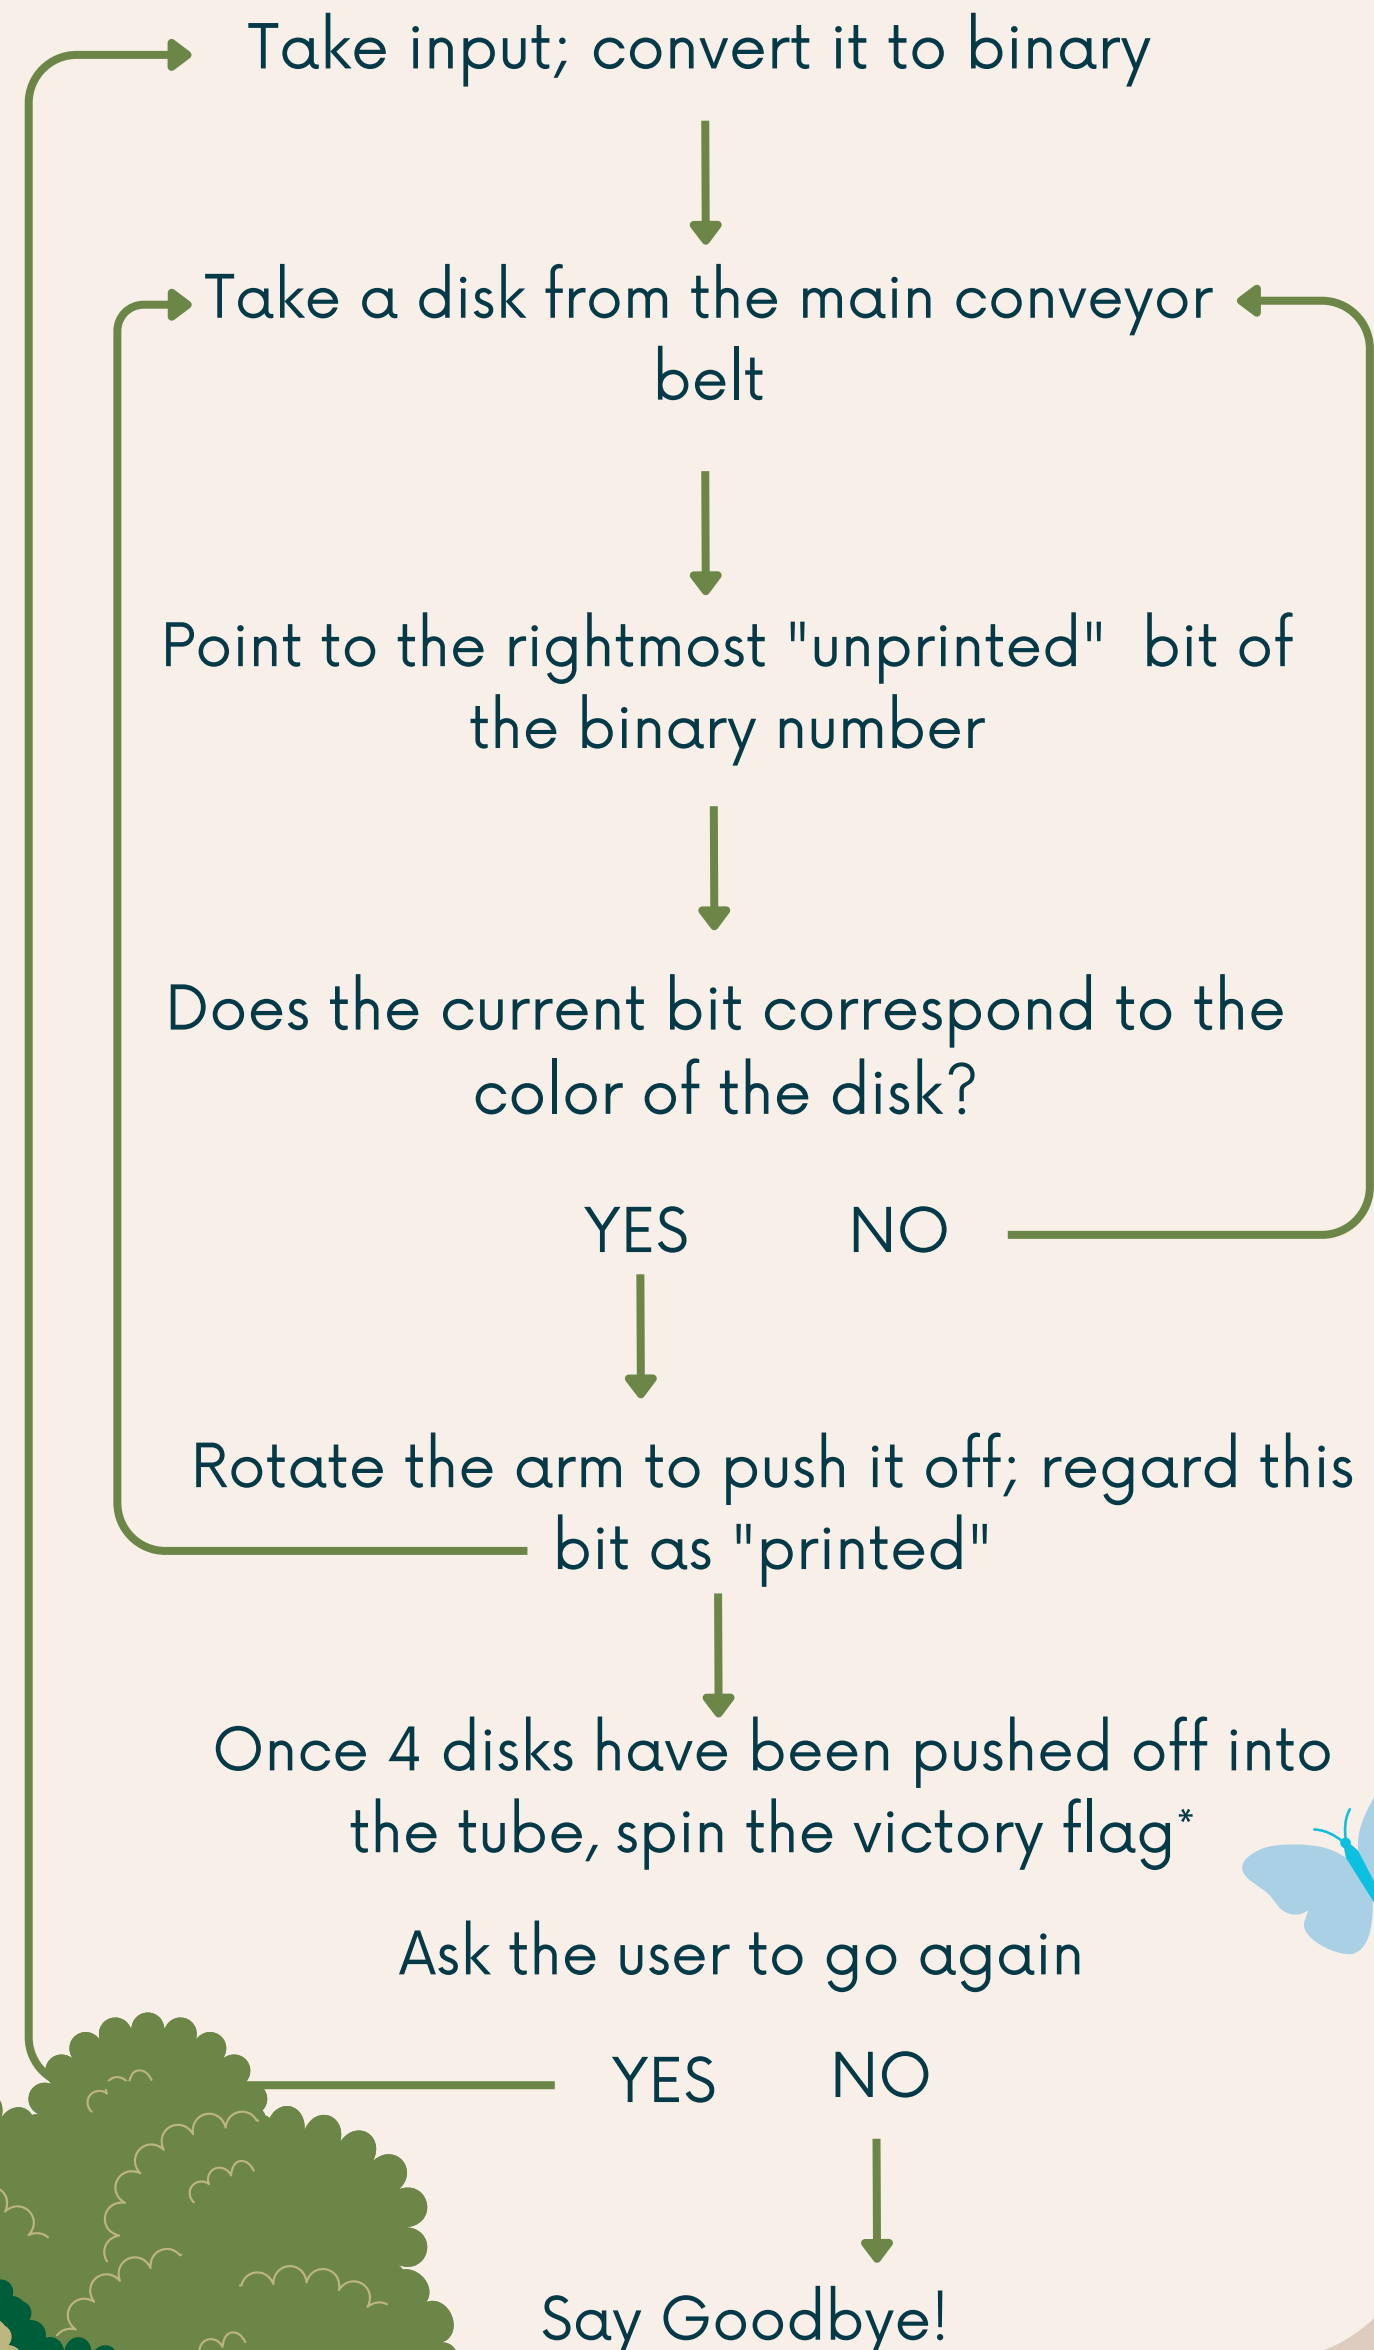 Take input; convert it to binary
Take a disk from the main conveyor
belt
Point to the rightmost "unprinted" bit of
the binary number
Does the current bit correspond to the
color of the disk?
YES NO
Rotate the arm to push it off; regard this
bit as "printed"
Once 4 disks have been pushed off into
the tube, spin the victory flag*
Ask the user to go again
YES NO
Say Goodbye!